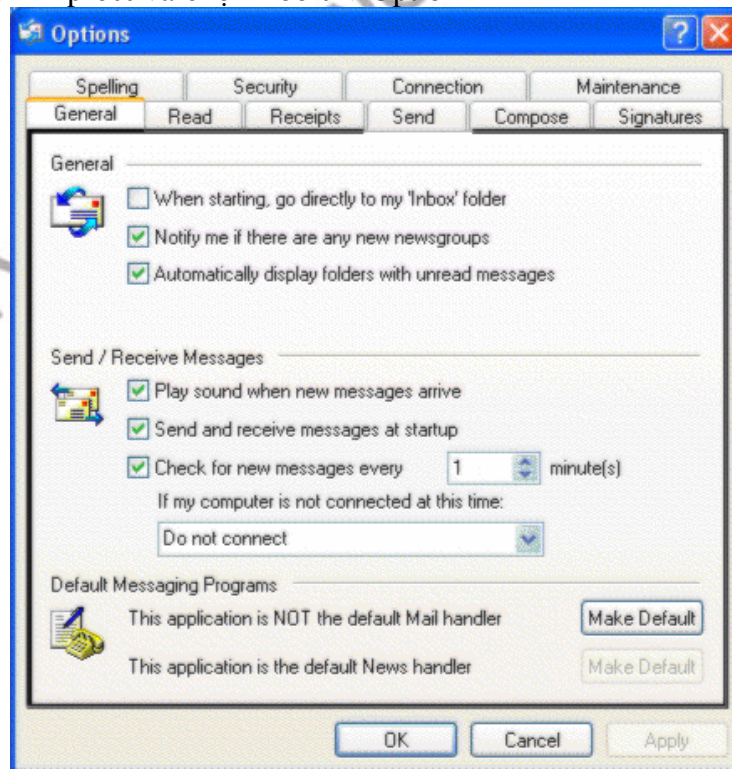 Options
Spelling Security Connection Maintenance
General Read Receipts Send Compose Signatures
General
When starting, go directly to my 'Inbox' folder
Notify me if there are any new newsgroups
Automatically display folders with unread messages
Send / Receive Messages
Play sound when new messages arrive
Send and receive messages at startup
Check for new messages every 1 minute(s)
If my computer is not connected at this time:
Do not connect
Default Messaging Programs
This application is NOT the default Mail handler Make Default
This application is the default News handler Make Default
OK Cancel Apply